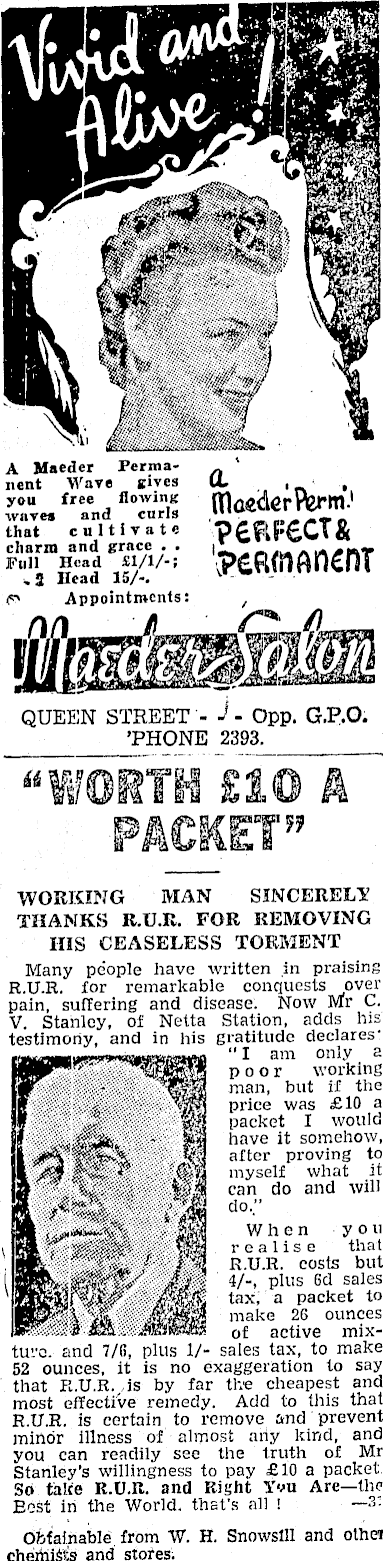 Vivid and
Alive!
A Maeder Perma-
nent Wave gives
you free flowing
waves and curls
that cultivate
charm and grace . .
Full Head £1/1/-;
Head 15/-.
Appointments:
a
Maeder Perm!
PERFECT &
PERMANENT
Maeder Salon
QUEEN STREET - - - Opp. G.P.O.
'PHONE 2393.
"WORTH £10 A
PACKET"
WORKING MAN SINCERELY
THANKS R.U.R. FOR REMOVING
HIS CEASELESS TORMENT
Many people have written in praising
R.U.R. for remarkable conquests over
pain, suffering and disease. Now Mr C.
V. Stanley, of Netta Station, adds his
testimony, and in his gratitude declares
"I am only a
poor working
man, but if the
price was £10 a
packet I would
have it somehow,
after proving to
myself what it
can do and will
do."
When you
realise that
R.U.R. costs but
4/-, plus 6d sales
tax, a packet to
make 26 ounces
of active mix-
ture. and 7/6, plus 1/- sales tax, to make
52 ounces, it is no exaggeration to say
that R.U.R. is by far the cheapest and
most effective remedy. Add to this that
R.U.R. is certain to remove and prevent
minor illness of almost any kind, and
you can readily see the truth of Mr
Stanley's willingness to pay £10 a packet.
So take R.U.R. and Right You Are—the
Best in the World. that's all !
Obtainable from W. H. Snowsill and other
chemists and stores.